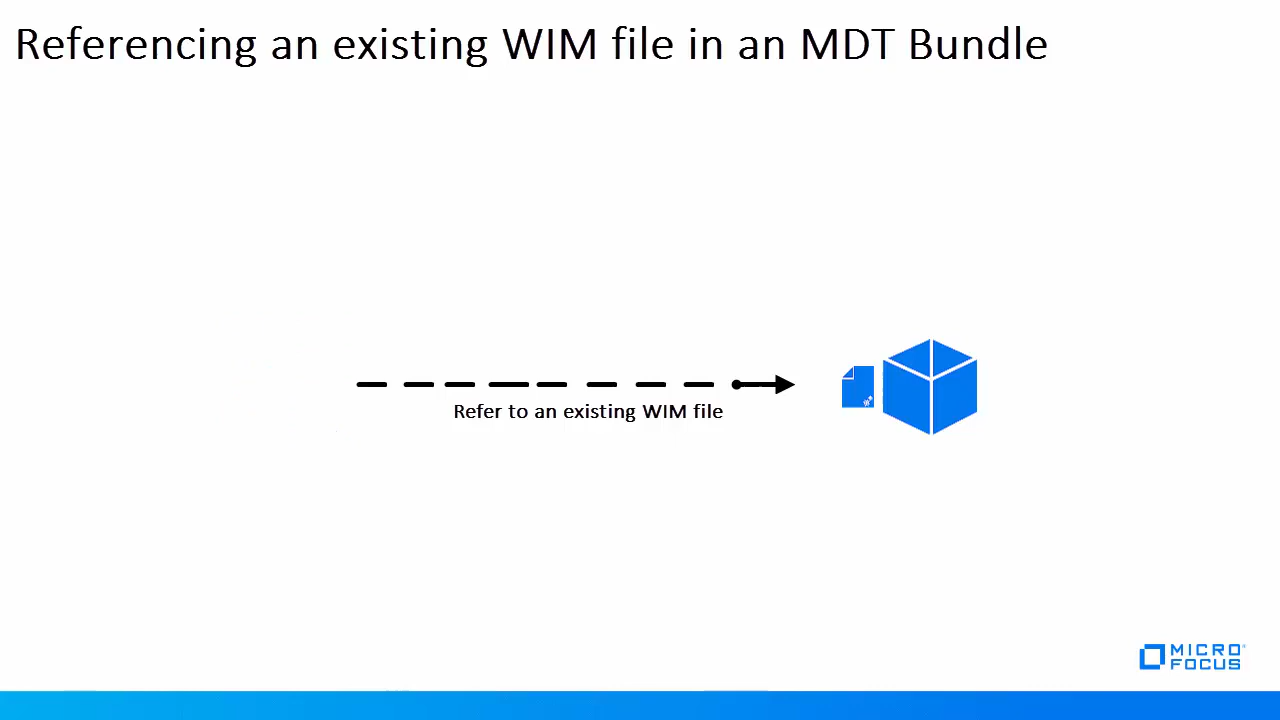 Referencing an existing WIM file in an MDT Bundle
Refer to an existing WIM file
MICRO
FOCUS